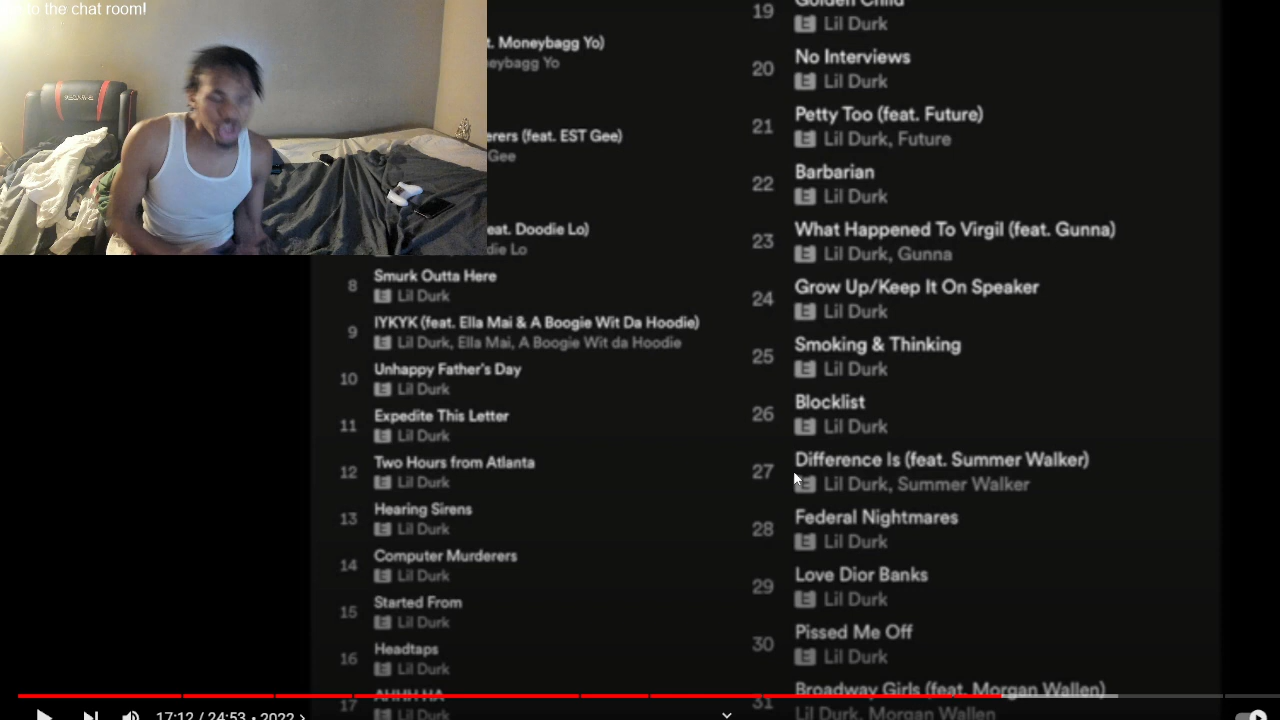 to the chat room!
t. Moneybagg Yo)
eybagg Yo
erers (feat. EST Gee)
Gee
eat. Doodie Lo)
die Lo
8
Smurk Outta Here
E Lil Durk
9
IYKYK (feat. Ella Mai & A Boogie Wit Da Hoodie)
E Lil Durk, Ella Mai, A Boogie Wit da Hoodie
10
Unhappy Father's Day
E Lil Durk
11
Expedite This Letter
E Lil Durk
12
Two Hours from Atlanta
E Lil Durk
13
Hearing Sirens
E Lil Durk
14
Computer Murderers
E Lil Durk
15
Started From
E Lil Durk
16
Headtaps
E Lil Durk
17
AHHH HA
E Lil Durk
19
Golden Child
E Lil Durk
20
No Interviews
E Lil Durk
21
Petty Too (feat. Future)
E Lil Durk, Future
22
Barbarian
E Lil Durk
23
What Happened To Virgil (feat. Gunna)
E Lil Durk, Gunna
24
Grow Up/Keep It On Speaker
E Lil Durk
25
Smoking & Thinking
E Lil Durk
26
Blocklist
E Lil Durk
27
Difference Is (feat. Summer Walker)
E Lil Durk, Summer Walker
28
Federal Nightmares
E Lil Durk
29
Love Dior Banks
E Lil Durk
30
Pissed Me Off
E Lil Durk
31
Broadway Girls (feat. Morgan Wallen)
Lil Durk, Morgan Wallen
17:12 / 24:53 • 2022 >